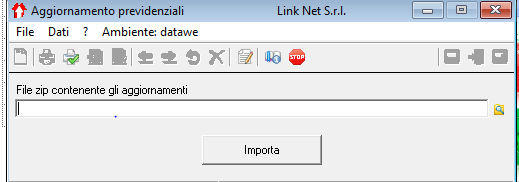 Aggiornamento previdenziali Link Net S.r.l.
File Dati ? Ambiente: datawe
STOP
File zip contenente gli aggiornamenti
Importa